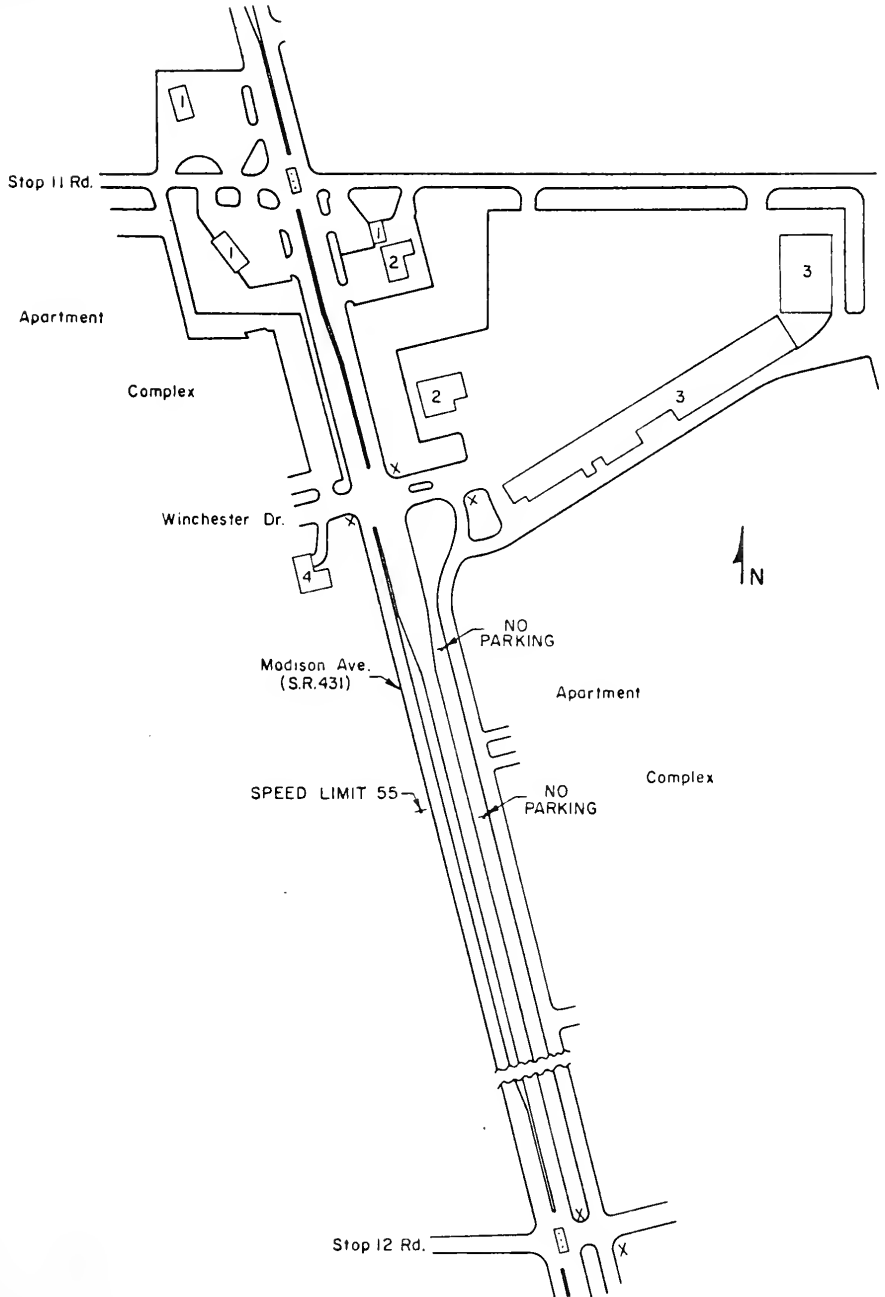 1
Stop 11 Rd.
1
1
2
3
Apartment
Complex
2
3
X
X
Winchester Dr.
X
4
N
NO
PARKING
Madison Ave.
(S.R.431)
Apartment
Complex
SPEED LIMIT 55
NO
PARKING
X
Stop 12 Rd.
X